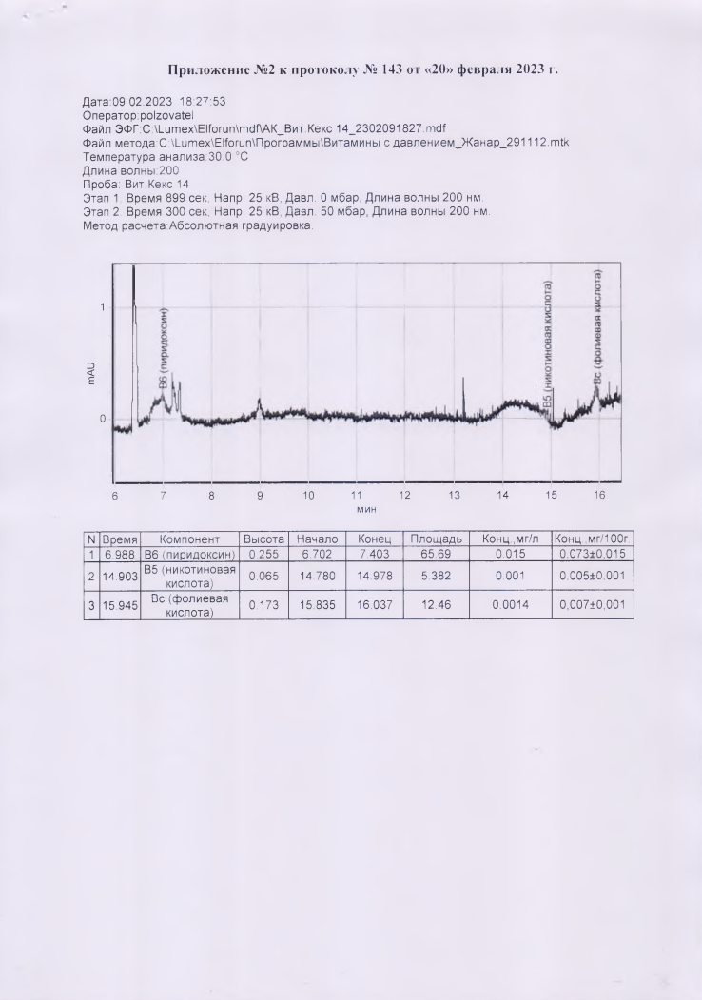 Приложение №2 к протоколу № 143 от «20» февраля 2023 г.
Дата:09.02.2023 18:27:53
Оператор:polzovatel
Файл ЭФГ:C:\Lumex\Elforun\mdf\АК_Вит.Кекс 14_2302091827.mdf
Файл метода:C:\Lumex\Elforun\Программы\Витамины с давлением_Жанар_291112.mtk
Температура анализа:30.0 °C
Длина волны:200
Проба: Вит.Кекс 14
Этап 1. Время 899 сек, Напр. 25 кВ, Давл. 0 мбар, Длина волны 200 нм.
Этап 2. Время 300 сек, Напр. 25 кВ, Давл. 50 мбар, Длина волны 200 нм.
Метод расчета:Абсолютная градуировка.
mAU
1
0
В6 (пиридоксин)
В5 (никотиновая кислота)
Вс (фолиевая кислота)
6 7 8 9 10 11 12 13 14 15 16
мин
N Время Компонент Высота Начало Конец Площадь Конц.,мг/л Конц.,мг/100г
1 6.988 В6 (пиридоксин) 0.255 6.702 7.403 65.69 0.015 0.073±0,015
2 14.903 В5 (никотиновая кислота) 0.065 14.780 14.978 5.382 0.001 0.005±0.001
3 15.945 Вс (фолиевая кислота) 0.173 15.835 16.037 12.46 0.0014 0,007±0,001